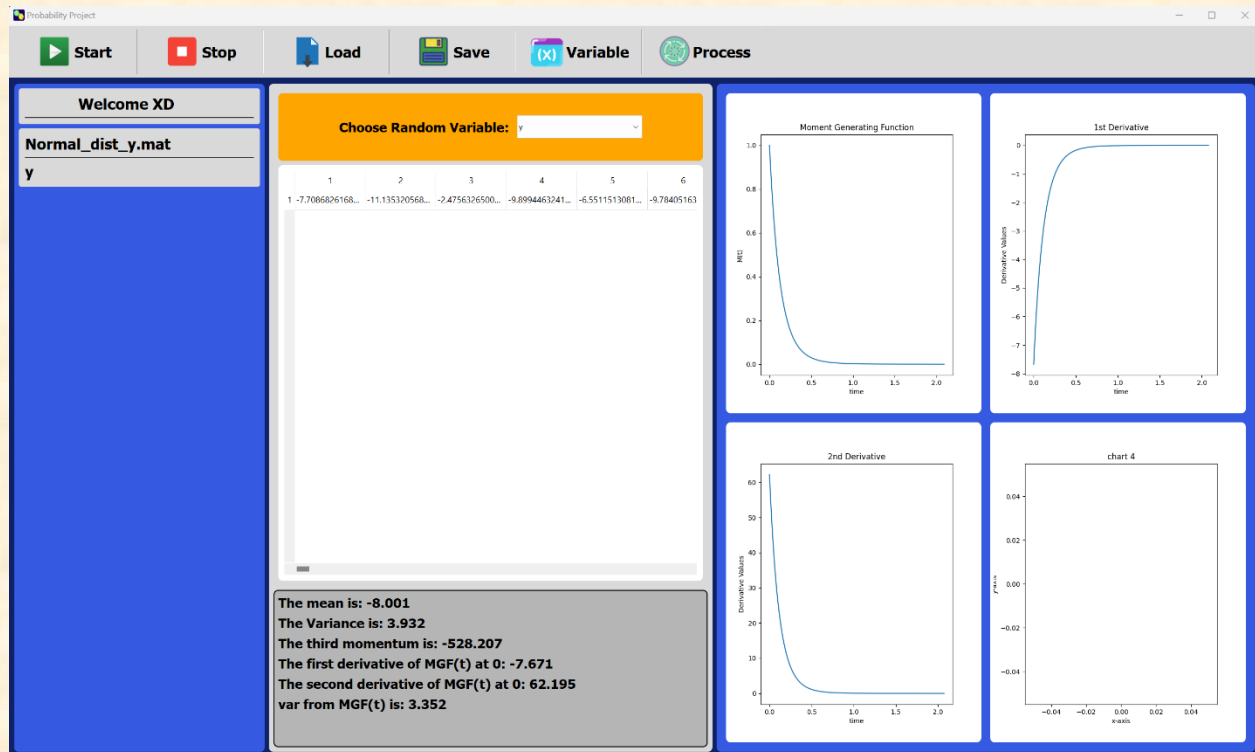 Probability Project
Start Stop Load Save (x) Variable Process
Welcome XD
Normal_dist_y.mat
y
Choose Random Variable: y
1 2 3 4 5 6
1 -7.7086826168... -11.135320568... -2.4756326500... -9.8994463241... -6.5511513081... -9.78405163
The mean is: -8.001
The Variance is: 3.932
The third momentum is: -528.207
The first derivative of MGF(t) at 0: -7.671
The second derivative of MGF(t) at 0: 62.195
var from MGF(t) is: 3.352
Moment Generating Function
M(t)
1.0
0.8
0.6
0.4
0.2
0.0
0.0 0.5 1.0 1.5 2.0
time
1st Derivative
Derivative Values
0
−1
−2
−3
−4
−5
−6
−7
−8
0.0 0.5 1.0 1.5 2.0
time
2nd Derivative
Derivative Values
60
50
40
30
20
10
0
0.0 0.5 1.0 1.5 2.0
time
chart 4
y-axis
0.04
0.02
0.00
−0.02
−0.04
−0.04 −0.02 0.00 0.02 0.04
x-axis